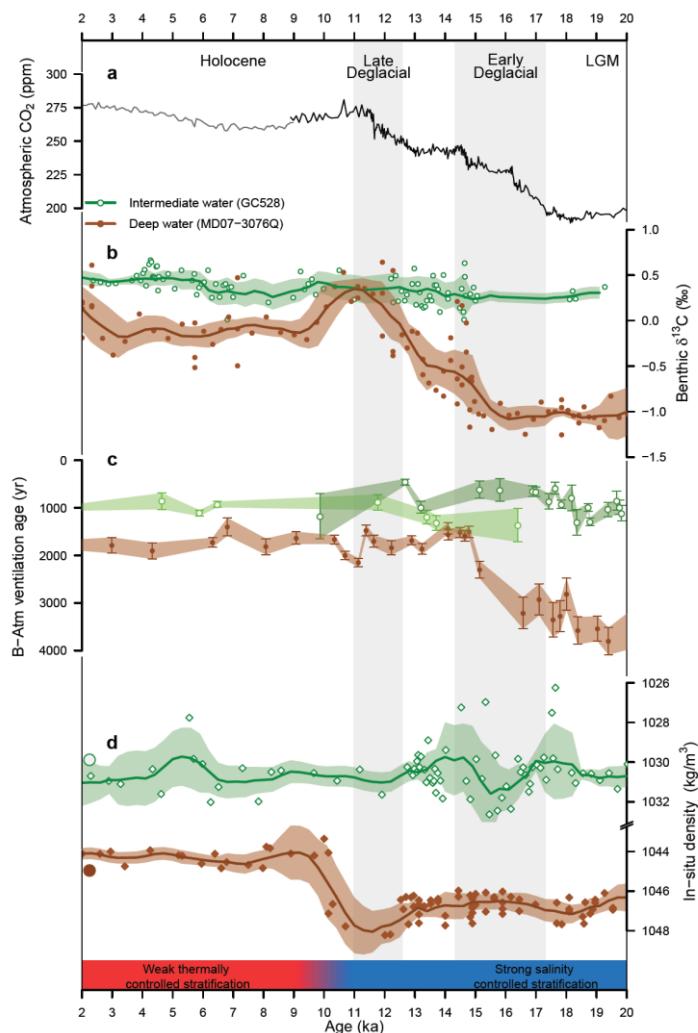 2 3 4 5 6 7 8 9 10 11 12 13 14 15 16 17 18 19 20
Holocene
Late
Deglacial
Early
Deglacial
LGM
a
300
275
250
225
200
Atmospheric CO2 (ppm)
Intermediate water (GC528)
Deep water (MD07−3076Q)
b
1.0
0.5
0.0
−0.5
−1.0
−1.5
Benthic δ13C (‰)
c
0
1000
2000
3000
4000
B−Atm ventilation age (yr)
d
1026
1028
1030
1032
1044
1046
1048
In−situ density (kg/m3)
Weak thermally
controlled stratification
Strong salinity
controlled stratification
2 3 4 5 6 7 8 9 10 11 12 13 14 15 16 17 18 19 20
Age (ka)